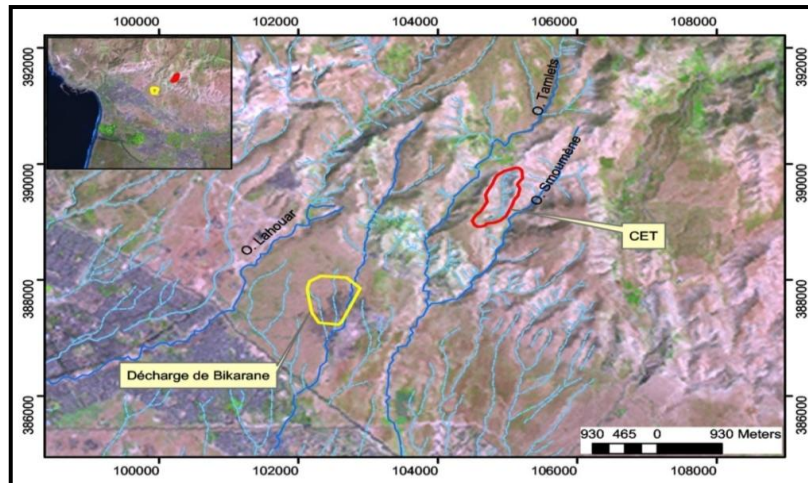 100000 102000 104000 106000 108000
392000
390000
388000
386000
392000
390000
388000
386000
O. Tamlets
O. Smoumène
O. Lahouar
CET
Décharge de Bikarane
930 465 0 930 Meters
100000 102000 104000 106000 108000